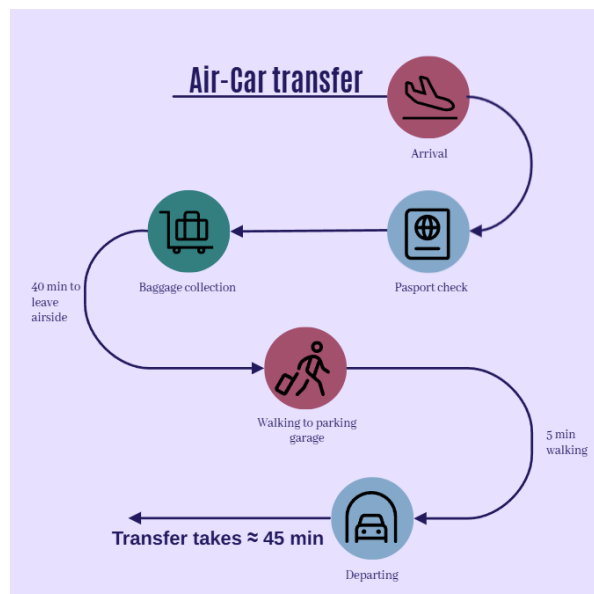 Air-Car transfer
Arrival
Pasport check
Baggage collection
40 min to
leave
airside
Walking to parking
garage
5 min
walking
Transfer takes ≈ 45 min
Departing